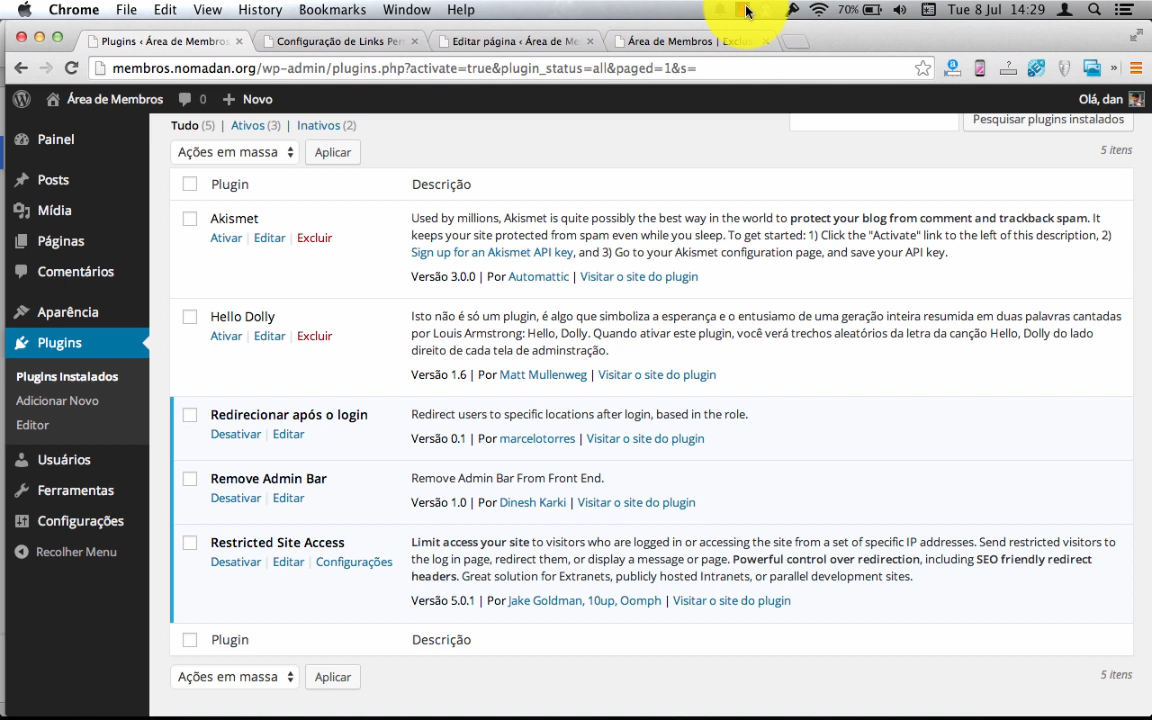 Chrome File Edit View History Bookmarks Window Help 70% Tue 8 Jul 14:29
Plugins ‹ Área de Membros Configuração de Links Per Editar página ‹ Área de Me Área de Membros | Exclus
membros.nomadan.org/wp-admin/plugins.php?activate=true&plugin_status=all&paged=1&s= »
Área de Membros 0 Novo Olá, dan
Painel
Posts
Mídia
Páginas
Comentários
Aparência
Plugins
Plugins Instalados
Adicionar Novo
Editor
Usuários
Ferramentas
Configurações
Recolher Menu
Tudo (5) | Ativos (3) | Inativos (2) Pesquisar plugins instalados
Ações em massa Aplicar 5 itens
Plugin Descrição
Akismet
Ativar | Editar | Excluir
Used by millions, Akismet is quite possibly the best way in the world to protect your blog from comment and trackback spam. It
keeps your site protected from spam even while you sleep. To get started: 1) Click the "Activate" link to the left of this description, 2)
Sign up for an Akismet API key, and 3) Go to your Akismet configuration page, and save your API key.
Versão 3.0.0 | Por Automattic | Visitar o site do plugin
Hello Dolly
Ativar | Editar | Excluir
Isto não é só um plugin, é algo que simboliza a esperança e o entusiamo de uma geração inteira resumida em duas palavras cantadas
por Louis Armstrong: Hello, Dolly. Quando ativar este plugin, você verá trechos aleatórios da letra da canção Hello, Dolly do lado
direito de cada tela de adminstração.
Versão 1.6 | Por Matt Mullenweg | Visitar o site do plugin
Redirecionar após o login
Desativar | Editar
Redirect users to specific locations after login, based in the role.
Versão 0.1 | Por marcelotorres | Visitar o site do plugin
Remove Admin Bar
Desativar | Editar
Remove Admin Bar From Front End.
Versão 1.0 | Por Dinesh Karki | Visitar o site do plugin
Restricted Site Access
Desativar | Editar | Configurações
Limit access your site to visitors who are logged in or accessing the site from a set of specific IP addresses. Send restricted visitors to
the log in page, redirect them, or display a message or page. Powerful control over redirection, including SEO friendly redirect
headers. Great solution for Extranets, publicly hosted Intranets, or parallel development sites.
Versão 5.0.1 | Por Jake Goldman, 10up, Oomph | Visitar o site do plugin
Plugin Descrição
Ações em massa Aplicar 5 itens